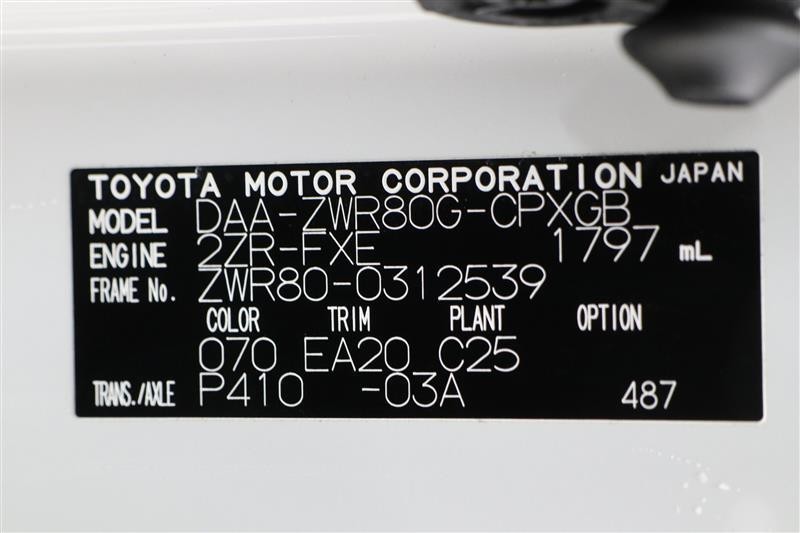 TOYOTA MOTOR CORPORATION JAPAN
MODEL DAA-ZWR80G-CPXGB
ENGINE 2ZR-FXE 1797 mL
FRAME No. ZWR80-0312539
COLOR TRIM PLANT OPTION
070 EA20 C25
TRANS./AXLE P410 -03A 487